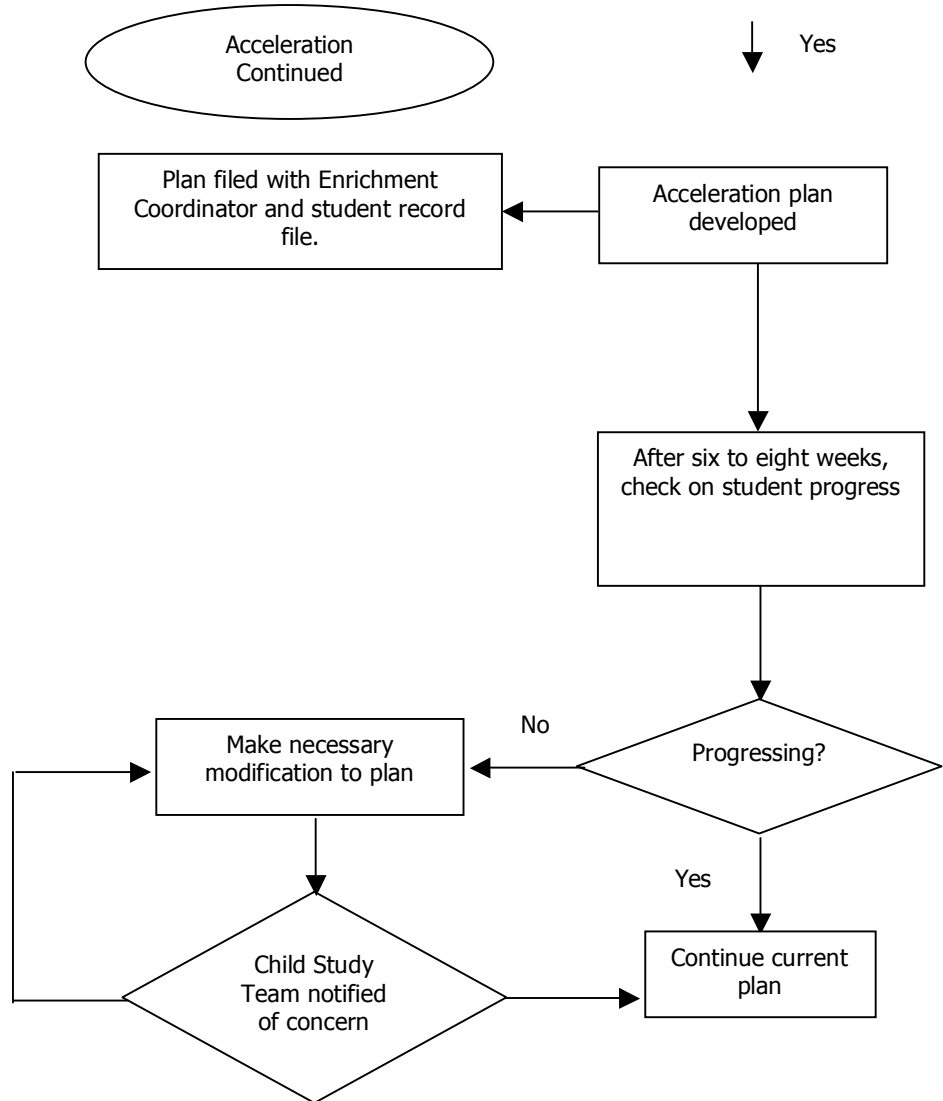 Acceleration
Continued
Yes
Plan filed with Enrichment
Coordinator and student record
file.
Acceleration plan
developed
After six to eight weeks,
check on student progress
No
Make necessary
modification to plan
Progressing?
Yes
Child Study
Team notified
of concern
Continue current
plan